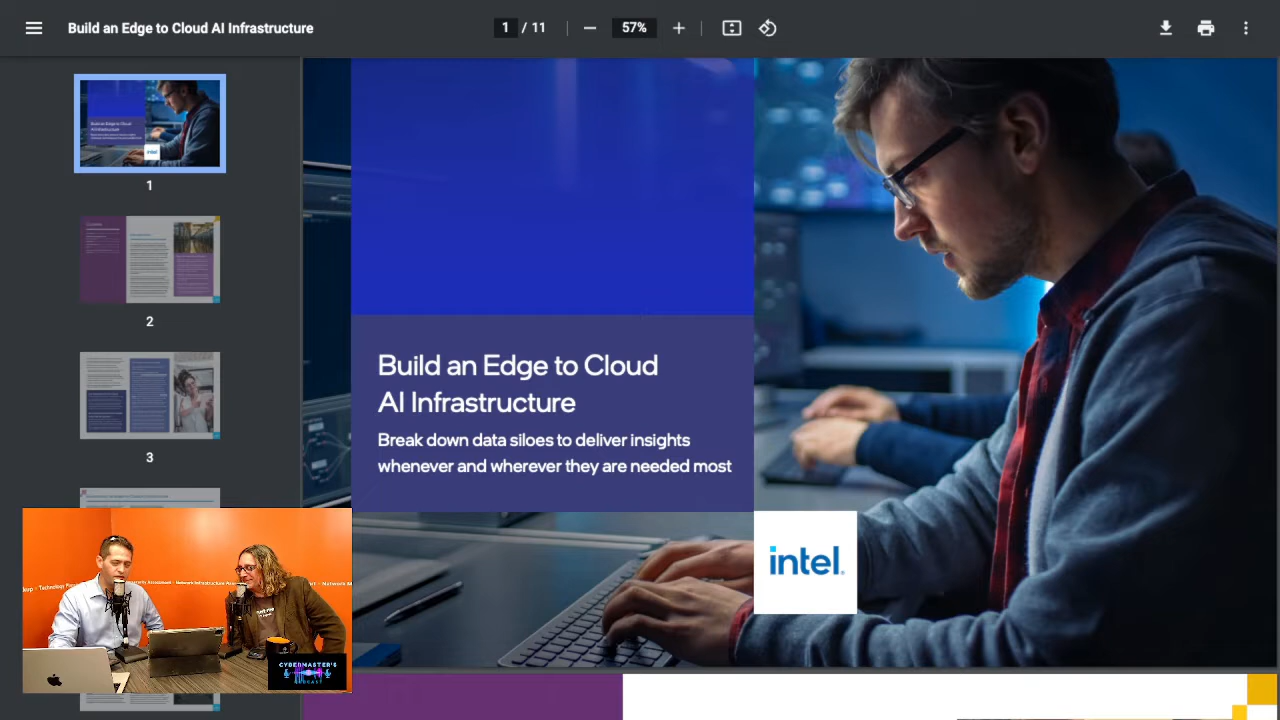 Build an Edge to Cloud AI Infrastructure
1 / 11
57%
1
2
3
Build an Edge to Cloud
AI Infrastructure
Break down data siloes to deliver insights
whenever and wherever they are needed most
intel.
CYBERMASTER'S
PODCAST